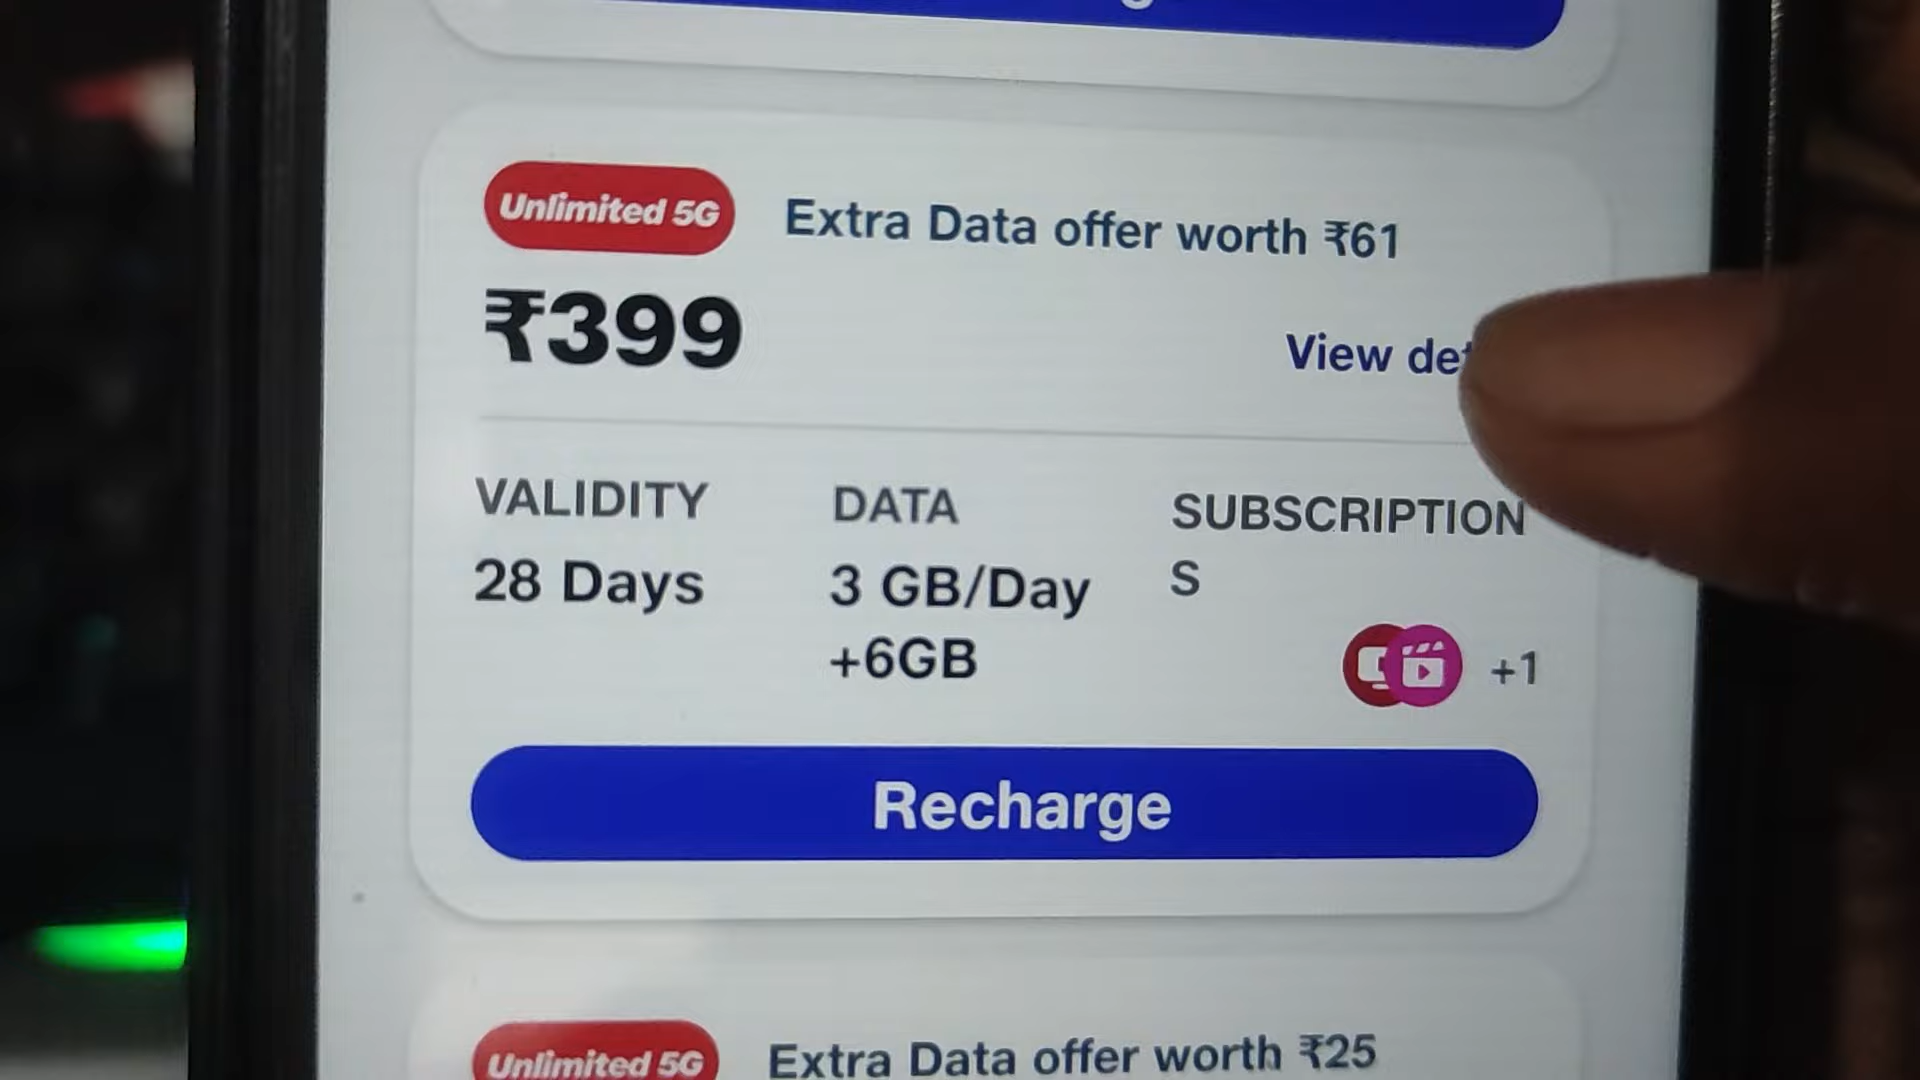 Unlimited 5G Extra Data offer worth ₹61
₹399
View
VALIDITY DATA SUBSCRIPTION
28 Days 3 GB/Day S
+6GB
+1
Recharge
Unlimited 5G Extra Data offer worth ₹25